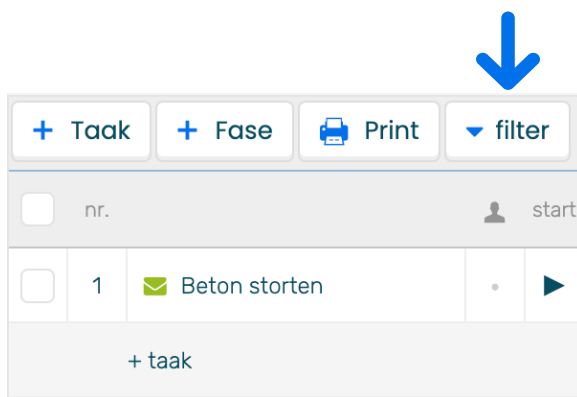 + Taak + Fase Print filter
nr. start
1 Beton storten
+ taak